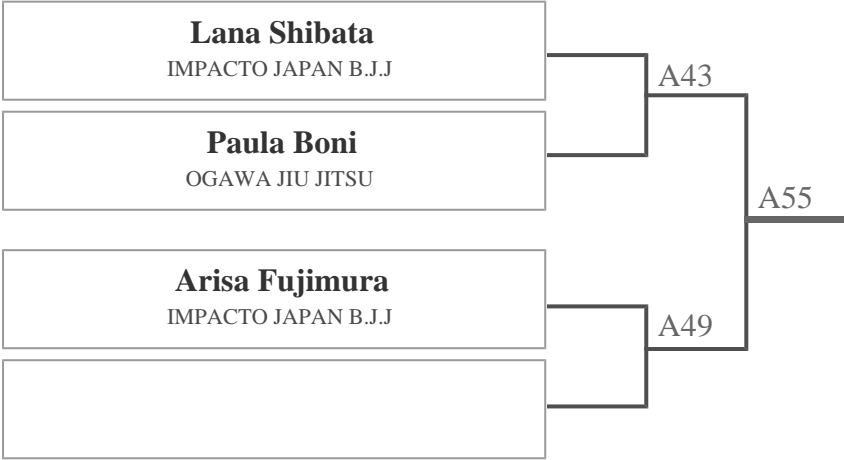 Lana Shibata
IMPACTO JAPAN B.J.J
A43
Paula Boni
OGAWA JIU JITSU
A55
Arisa Fujimura
IMPACTO JAPAN B.J.J
A49